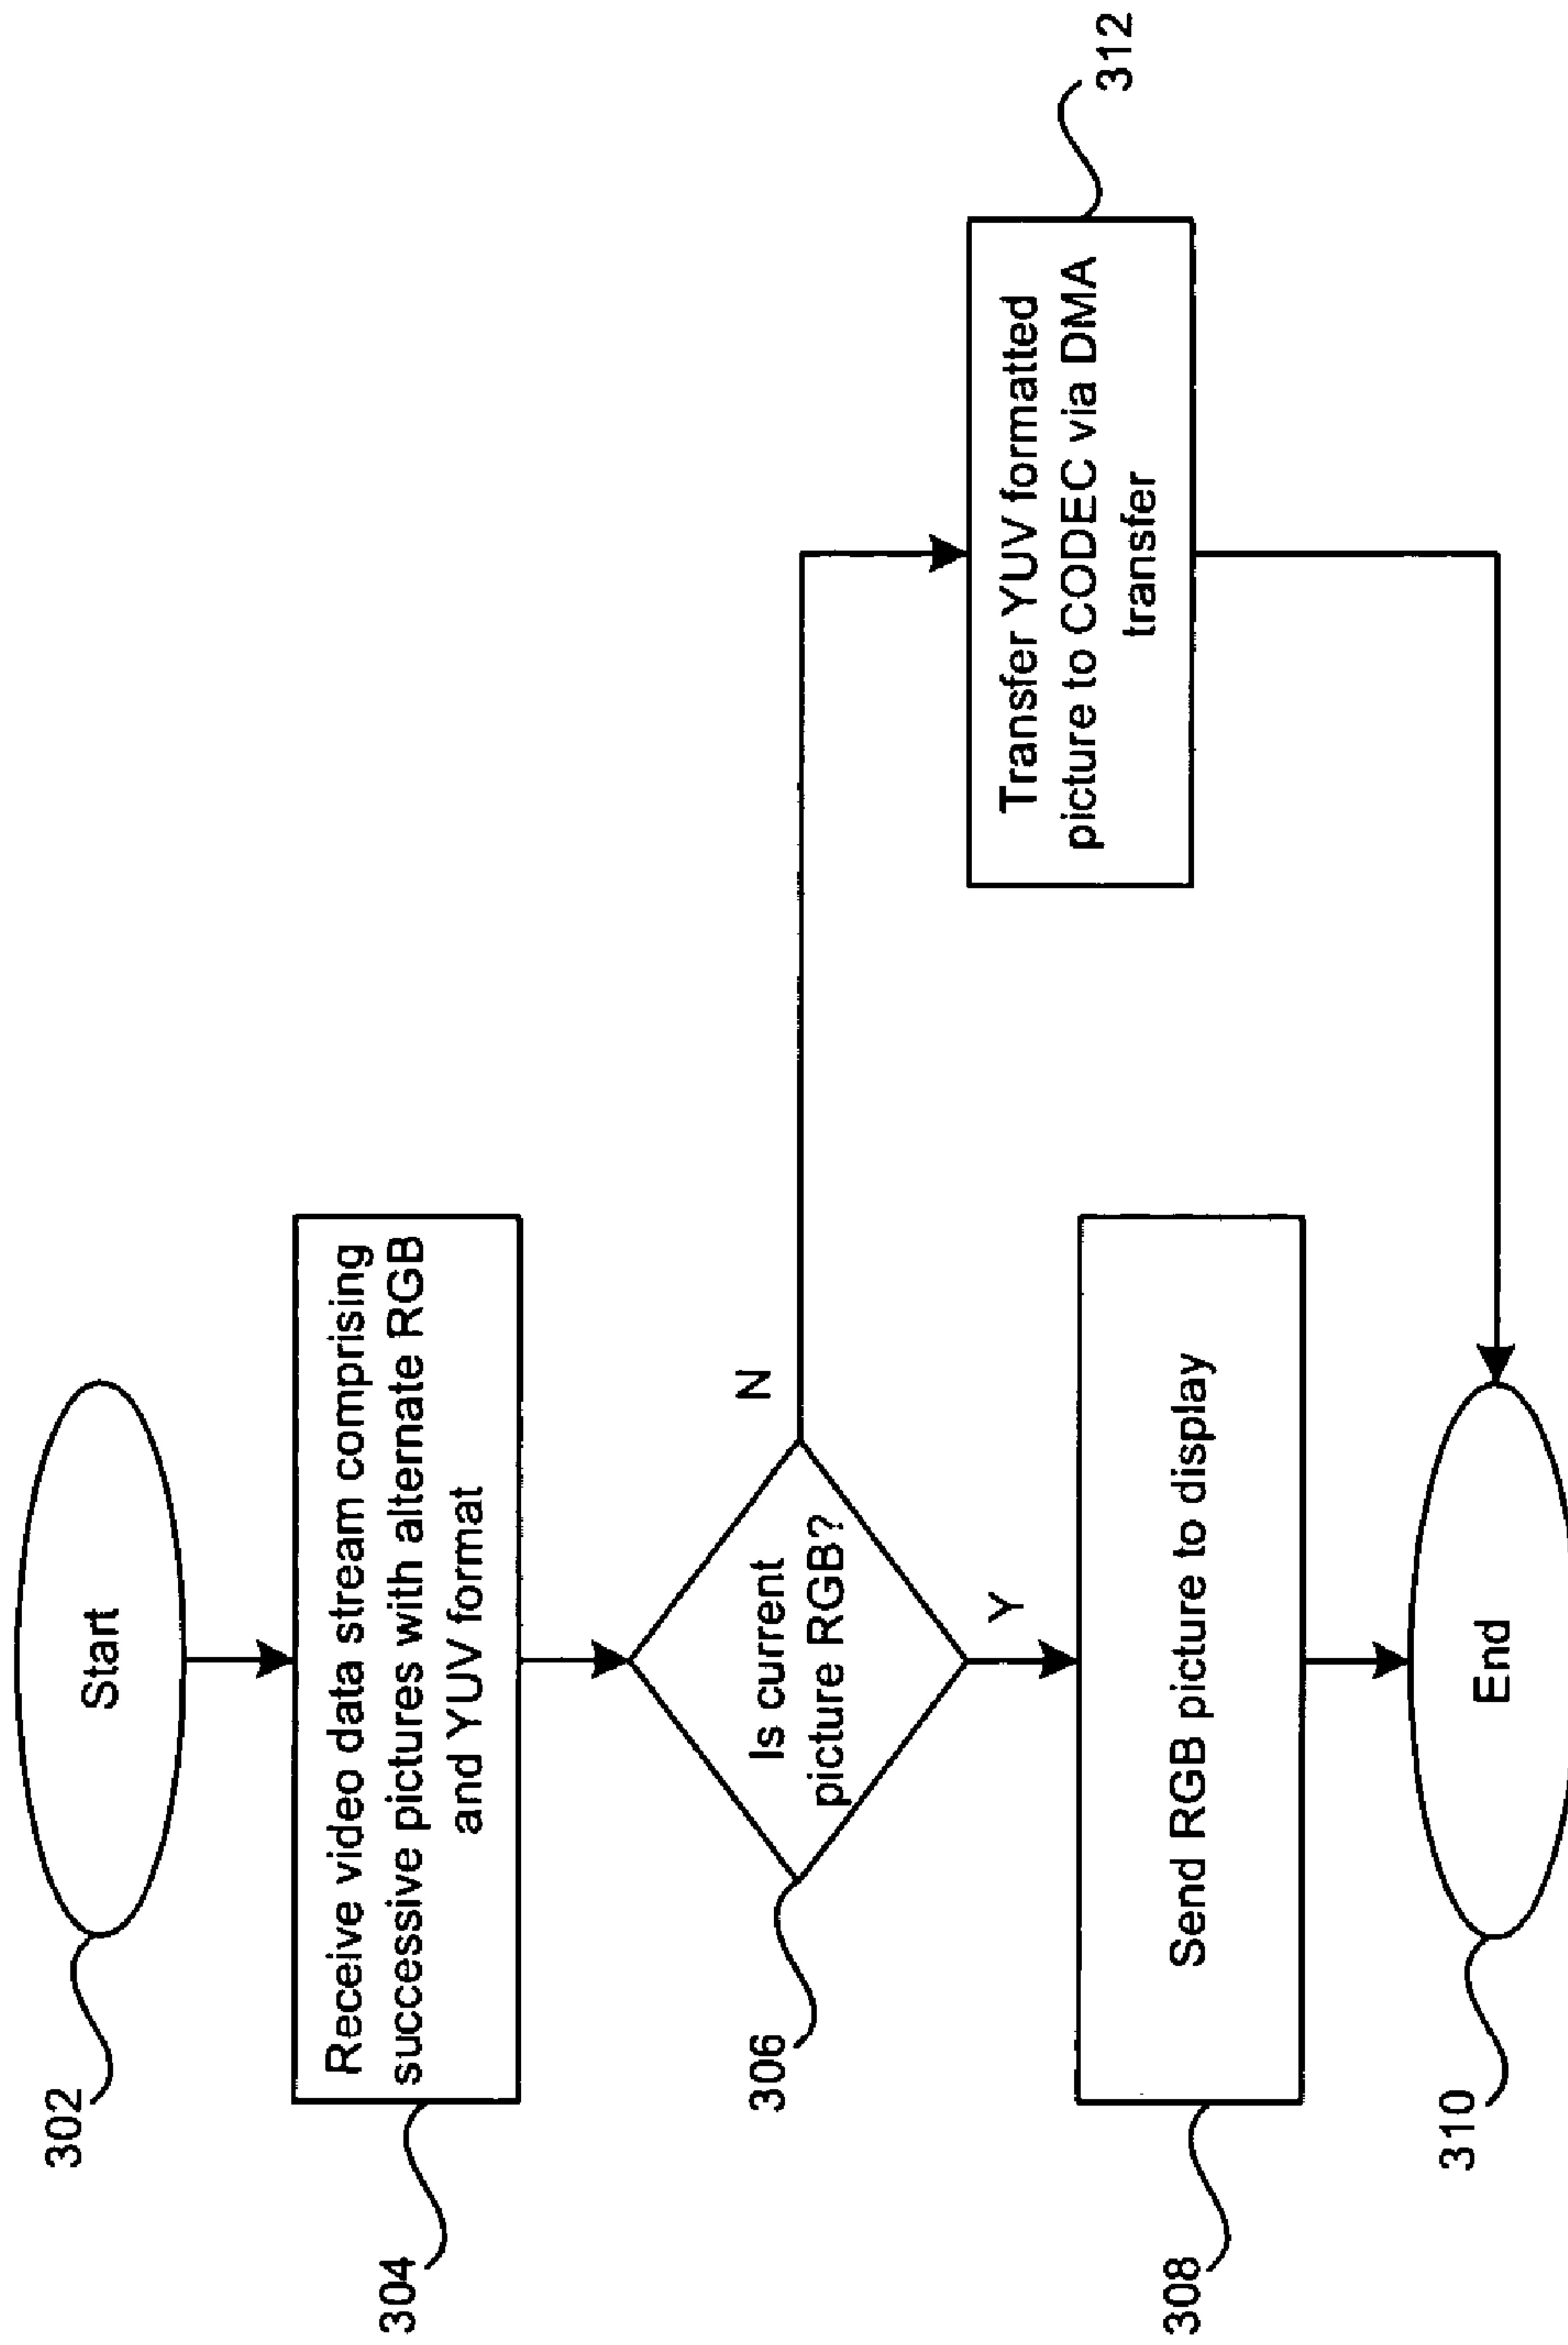 302
Start
304
Receive video data stream comprising
successive pictures with alternate RGB
and YUV format
306
Is current
picture RGB?
N
Y
312
Transfer YUV formatted
picture to CODEC via DMA
transfer
308
Send RGB picture to display
310
End